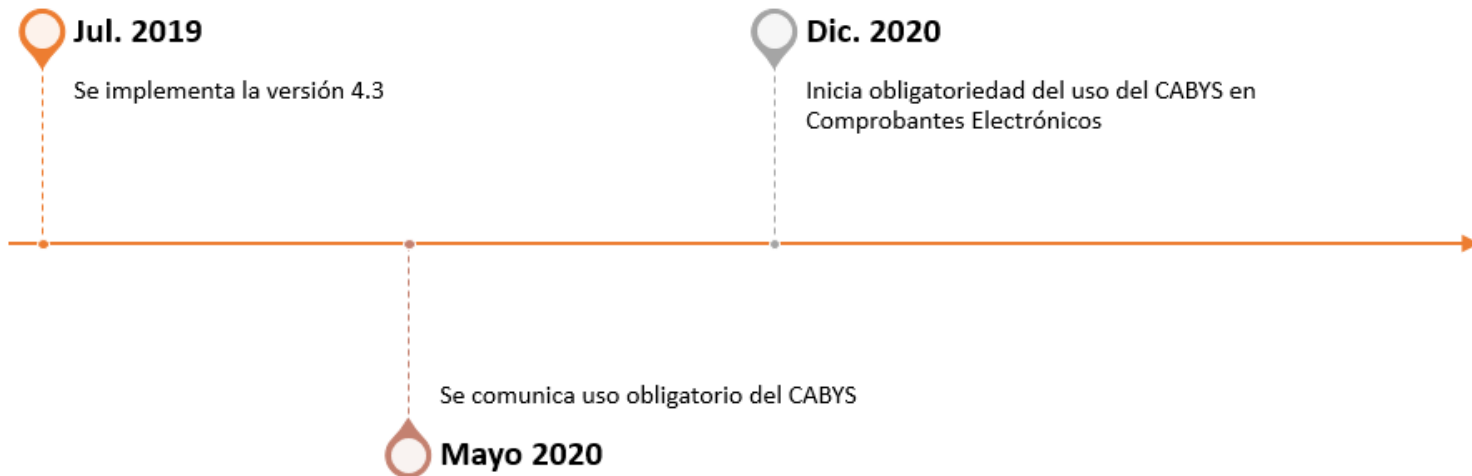 Jul. 2019
Se implementa la versión 4.3
Dic. 2020
Inicia obligatoriedad del uso del CABYS en
Comprobantes Electrónicos
Se comunica uso obligatorio del CABYS
Mayo 2020